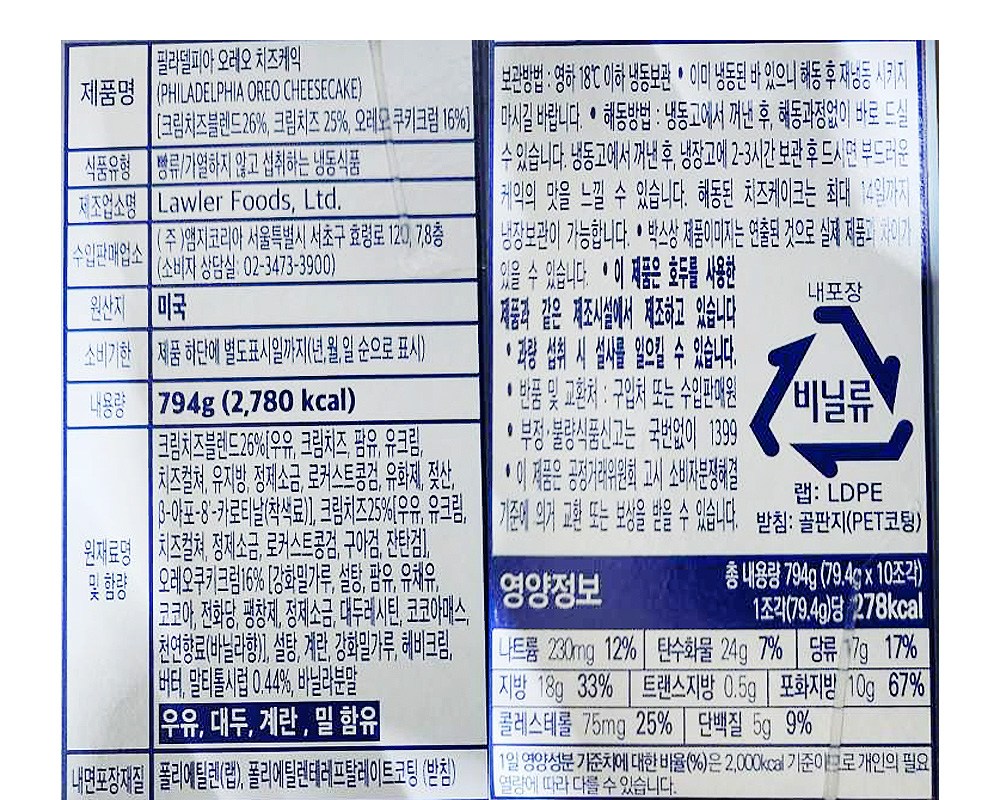 제품명
필라델피아 오레오 치즈케익
(PHILADELPHIA OREO CHEESECAKE)
[크림치즈블렌드26%, 크림치즈 25%, 오레오 쿠키크림 16%]
식품유형
빵류/가열하지 않고 섭취하는 냉동식품
제조업소명
Lawler Foods, Ltd.
수입판매업소
(주)앰지코리아 서울특별시 서초구 효령로 120, 7,8층
(소비자 상담실: 02-3473-3900)
원산지
미국
소비기한
제품 하단에 별도표시일까지(년,월,일 순으로 표시)
내용량
794g (2,780 kcal)
원재료명
및 함량
크림치즈블렌드26%[우유, 크림치즈, 팜유, 유크림,
치즈컬쳐, 유지방, 정제소금, 로커스트콩검, 유화제, 젖산,
β-아포-8'-카로티날(착색료)], 크림치즈25%[우유, 유크림,
치즈컬쳐, 정제소금, 로커스트콩검, 구아검, 잔탄검],
오레오쿠키크림16% [강화밀가루, 설탕, 팜유, 유채유,
코코아, 전화당, 팽창제, 정제소금, 대두레시틴, 코코아매스,
천연향료(바닐라향)], 설탕, 계란, 강화밀가루, 헤비크림,
버터, 말티톨시럽 0.44%, 바닐라분말
우유, 대두, 계란, 밀 함유
내면포장재질
폴리에틸렌(랩), 폴리에틸렌테레프탈레이트코팅 (받침)
보관방법 : 영하 18℃ 이하 냉동보관 • 이미 냉동된 바 있으니 해동 후 재냉동 시키지
마시길 바랍니다. • 해동방법 : 냉동고에서 꺼낸 후, 해동과정없이 바로 드실
수 있습니다. 냉동고에서 꺼낸 후, 냉장고에 2-3시간 보관 후 드시면 부드러운
케익의 맛을 느낄 수 있습니다. 해동된 치즈케이크는 최대 14일까지
냉장보관이 가능합니다. • 박스상 제품이미지는 연출된 것으로 실제 제품과 차이가
있을 수 있습니다. • 이 제품은 호두를 사용한
제품과 같은 제조시설에서 제조하고 있습니다
• 과량 섭취 시 설사를 일으킬 수 있습니다.
• 반품 및 교환처 : 구입처 또는 수입판매원
• 부정·불량식품신고는 국번없이 1399
• 이 제품은 공정거래위원회 고시 소비자분쟁해결
기준에 의거 교환 또는 보상을 받을 수 있습니다.
내포장
비닐류
랩: LDPE
받침: 골판지(PET코팅)
영양정보
총 내용량 794g (79.4g x 10조각)
1조각(79.4g)당 278kcal
나트륨 230mg 12% 탄수화물 24g 7% 당류 17g 17%
지방 18g 33% 트랜스지방 0.5g 포화지방 10g 67%
콜레스테롤 75mg 25% 단백질 5g 9%
1일 영양성분 기준치에 대한 비율(%)은 2,000kcal 기준이므로 개인의 필요
열량에 따라 다를 수 있습니다.